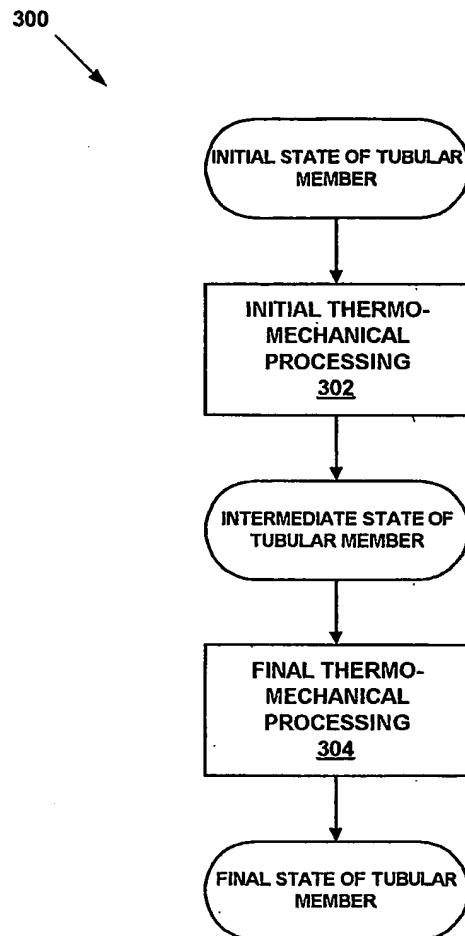 300
INITIAL STATE OF TUBULAR
MEMBER
INITIAL THERMO-
MECHANICAL
PROCESSING
302
INTERMEDIATE STATE OF
TUBULAR MEMBER
FINAL THERMO-
MECHANICAL
PROCESSING
304
FINAL STATE OF TUBULAR
MEMBER